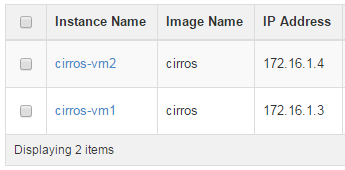 Instance Name Image Name IP Address
cirros-vm2 cirros 172.16.1.4
cirros-vm1 cirros 172.16.1.3
Displaying 2 items